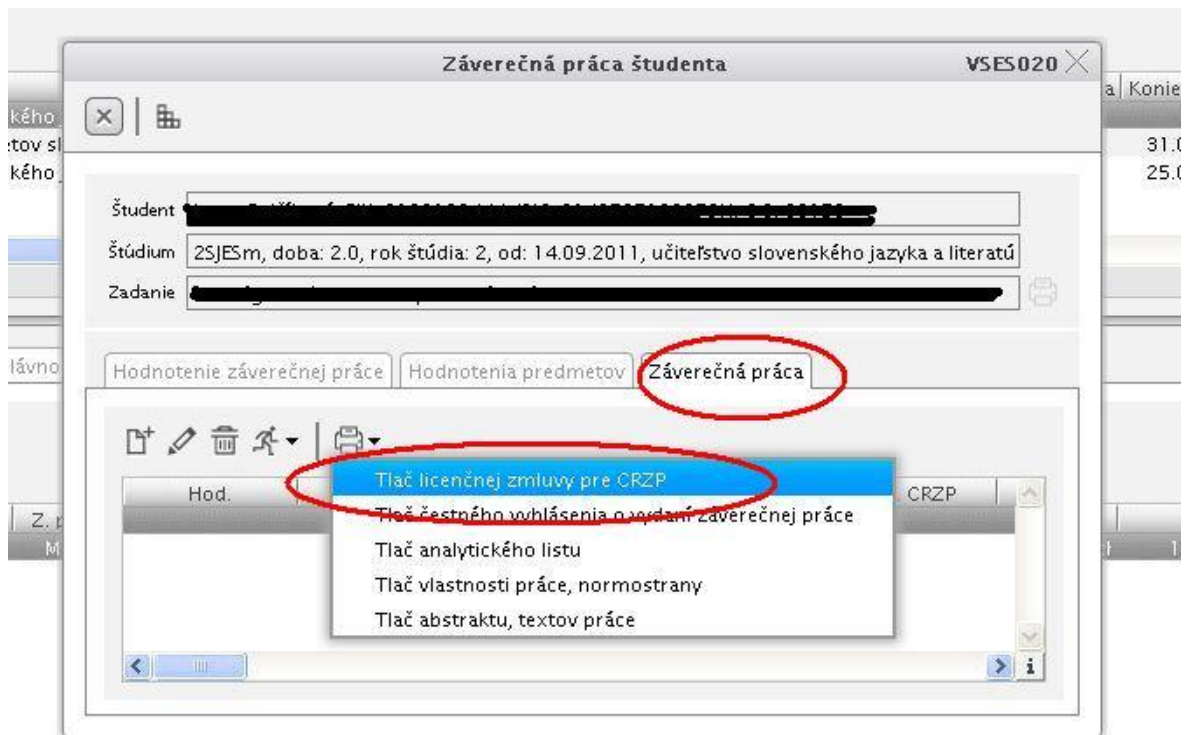 Záverečná práca študenta VSES020
a Konie
kého
tov sl
31.0
kého
25.0
Študent
Štúdium 2SJESm, doba: 2.0, rok štúdia: 2, od: 14.09.2011, učiteľstvo slovenského jazyka a literatú
Zadanie
lávno
Hodnotenie záverečnej práce Hodnotenia predmetov Záverečná práca
Tlač licenčnej zmluvy pre CRZP
Hod. CRZP
Tlač čestného vyhlásenia o vydaní záverečnej práce
Z. p
M
Tlač analytického listu
Tlač vlastnosti práce, normostrany
Tlač abstraktu, textov práce
i